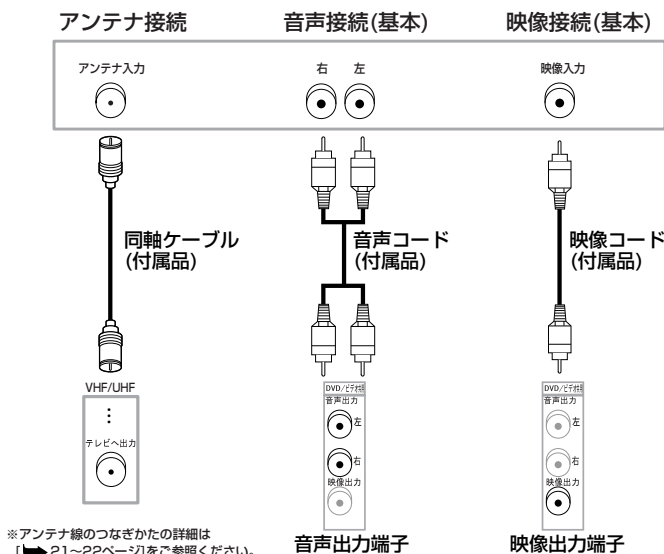 アンテナ接続
音声接続(基本)
映像接続(基本)
アンテナ入力
右
左
映像入力
同軸ケーブル
(付属品)
音声コード
(付属品)
映像コード
(付属品)
VHF/UHF
テレビへ出力
DVD/ビデオ共用
音声出力
左
右
映像出力
DVD/ビデオ共用
音声出力
左
右
映像出力
※アンテナ線のつなぎかたの詳細は
[➡21~22ページ]をご参照ください。
音声出力端子
映像出力端子